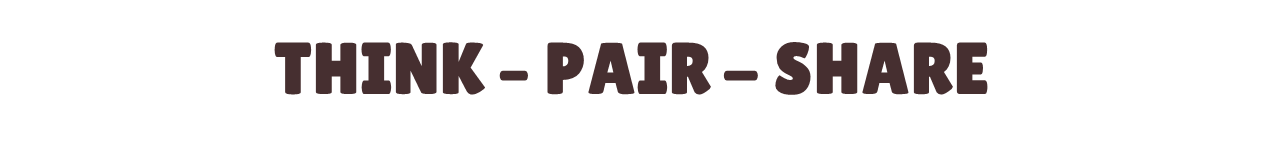 THINK – PAIR – SHARE